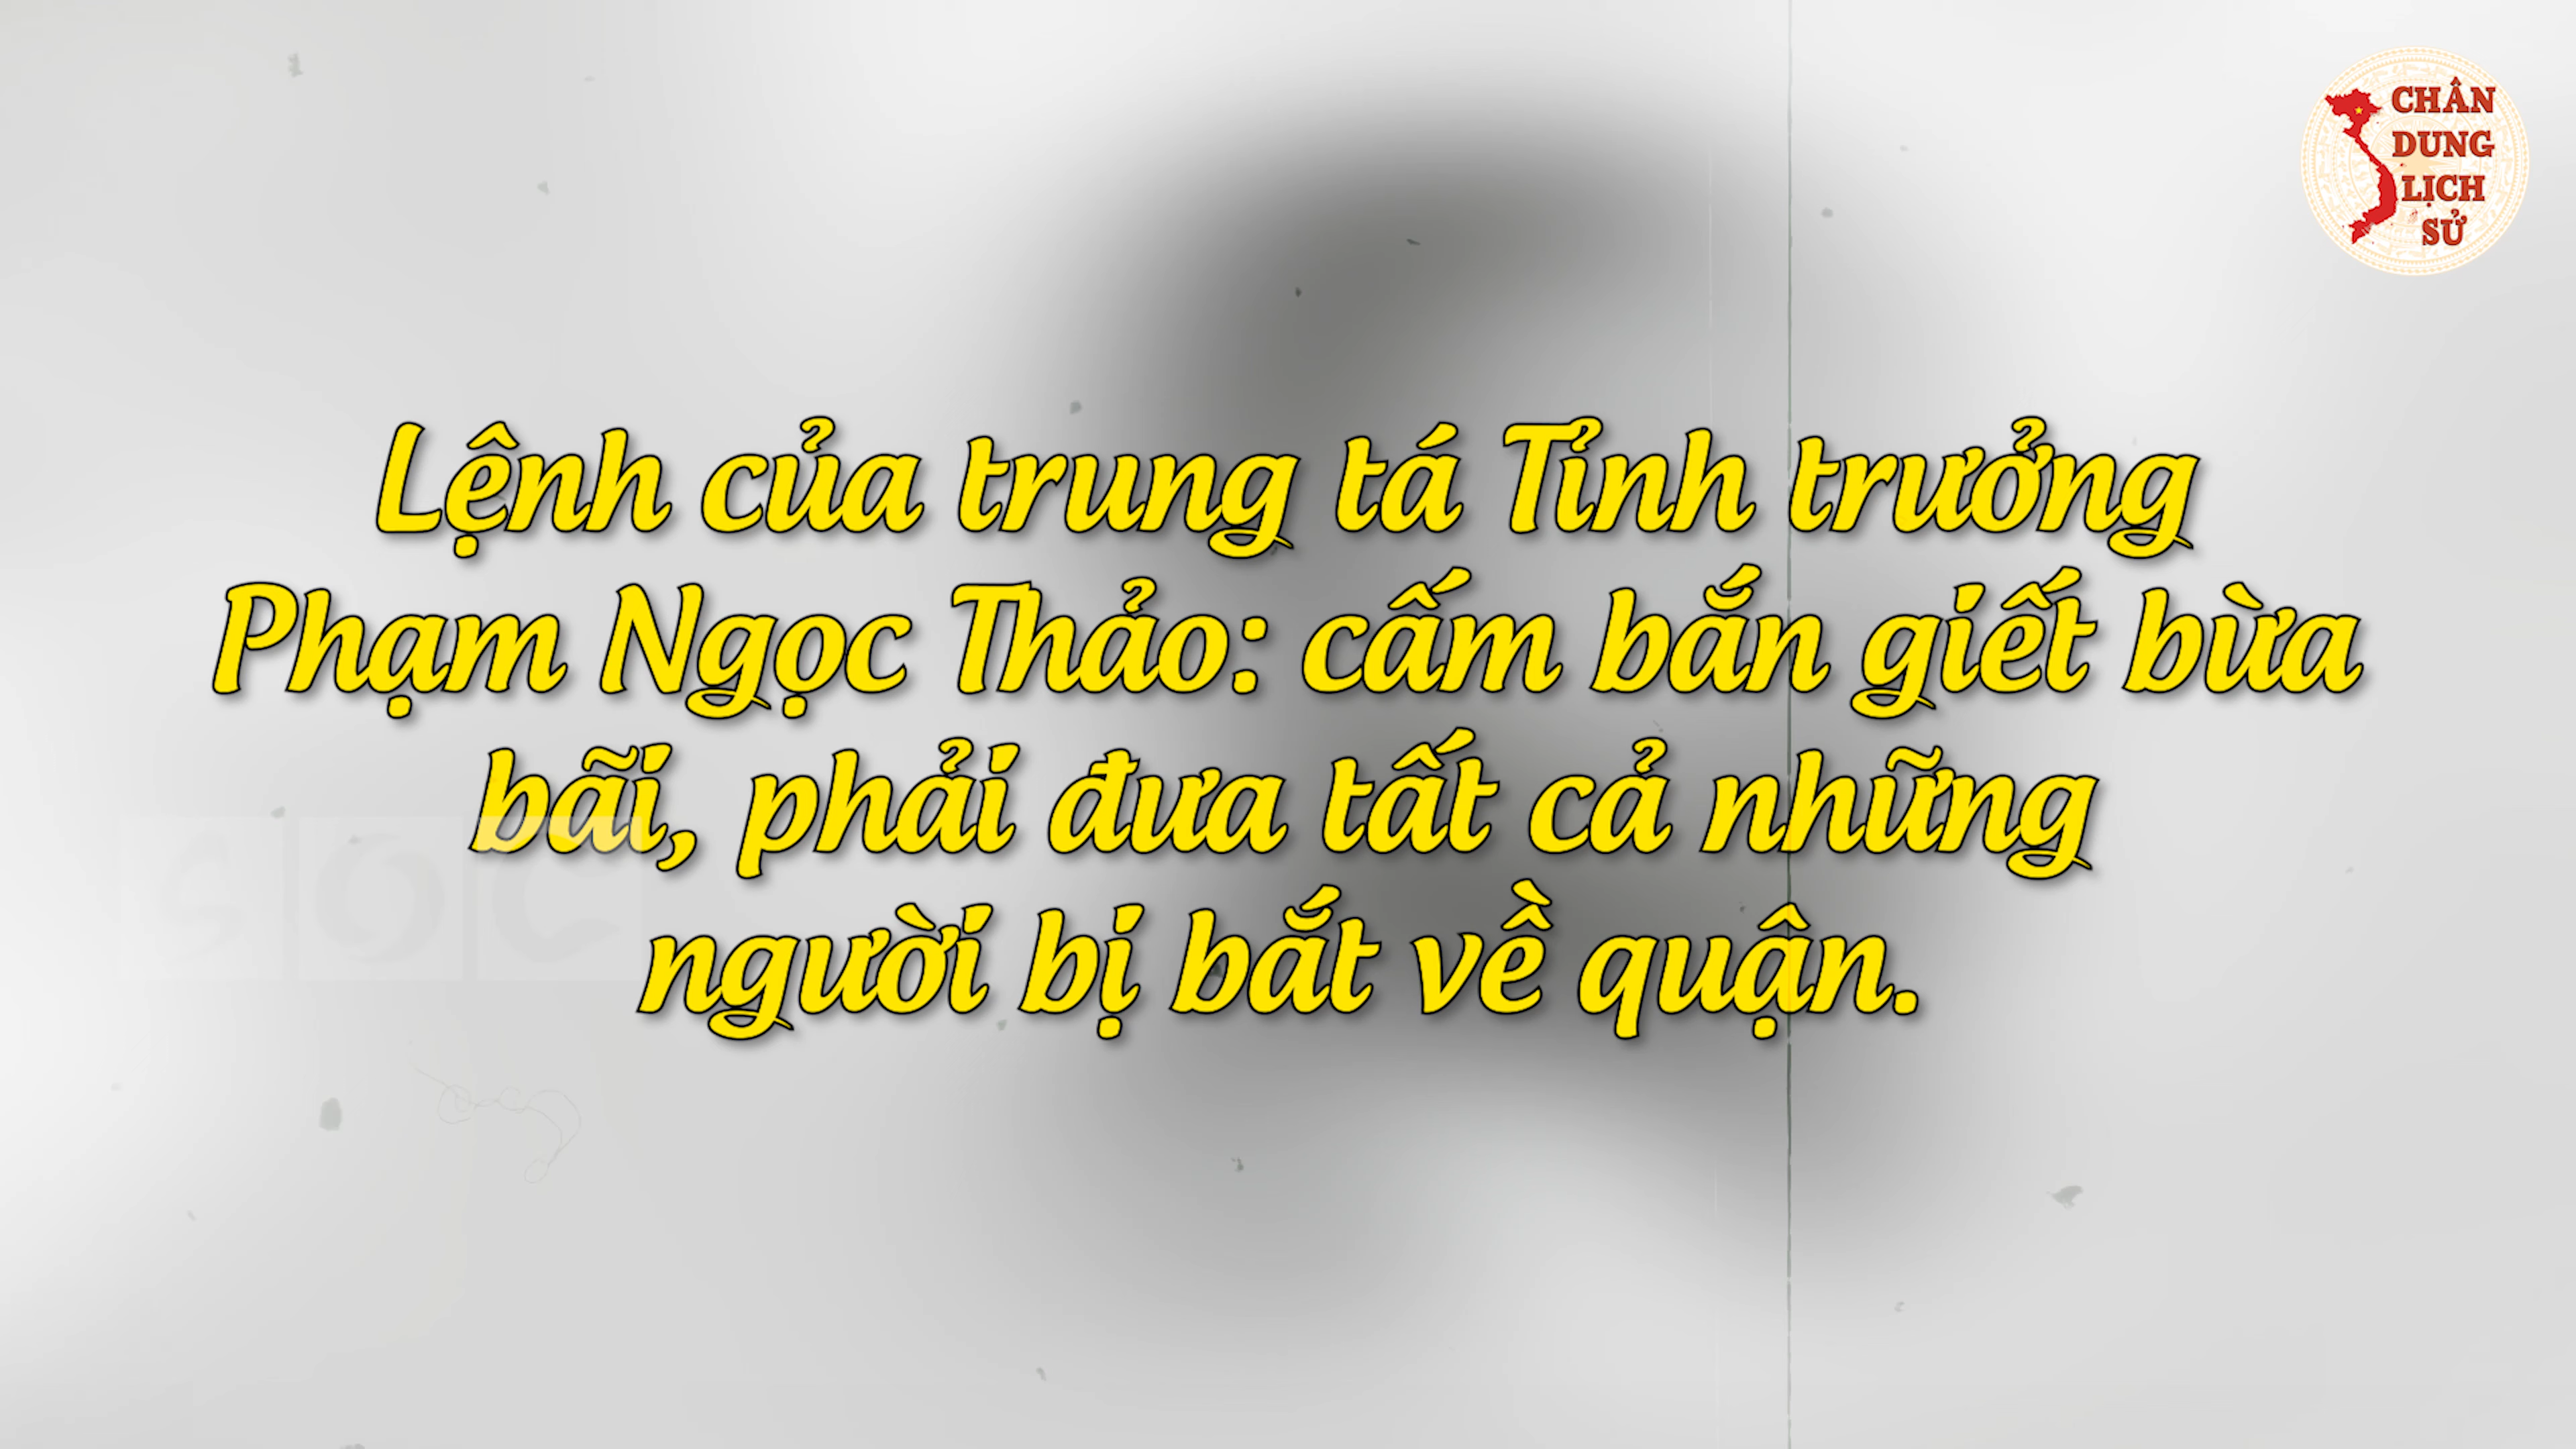 CHÂN
DUNG
LỊCH
SỬ
Lệnh của trung tá Tỉnh trưởng
Phạm Ngọc Thảo: cấm bắn giết bừa
bãi, phải đưa tất cả những
người bị bắt về quận.